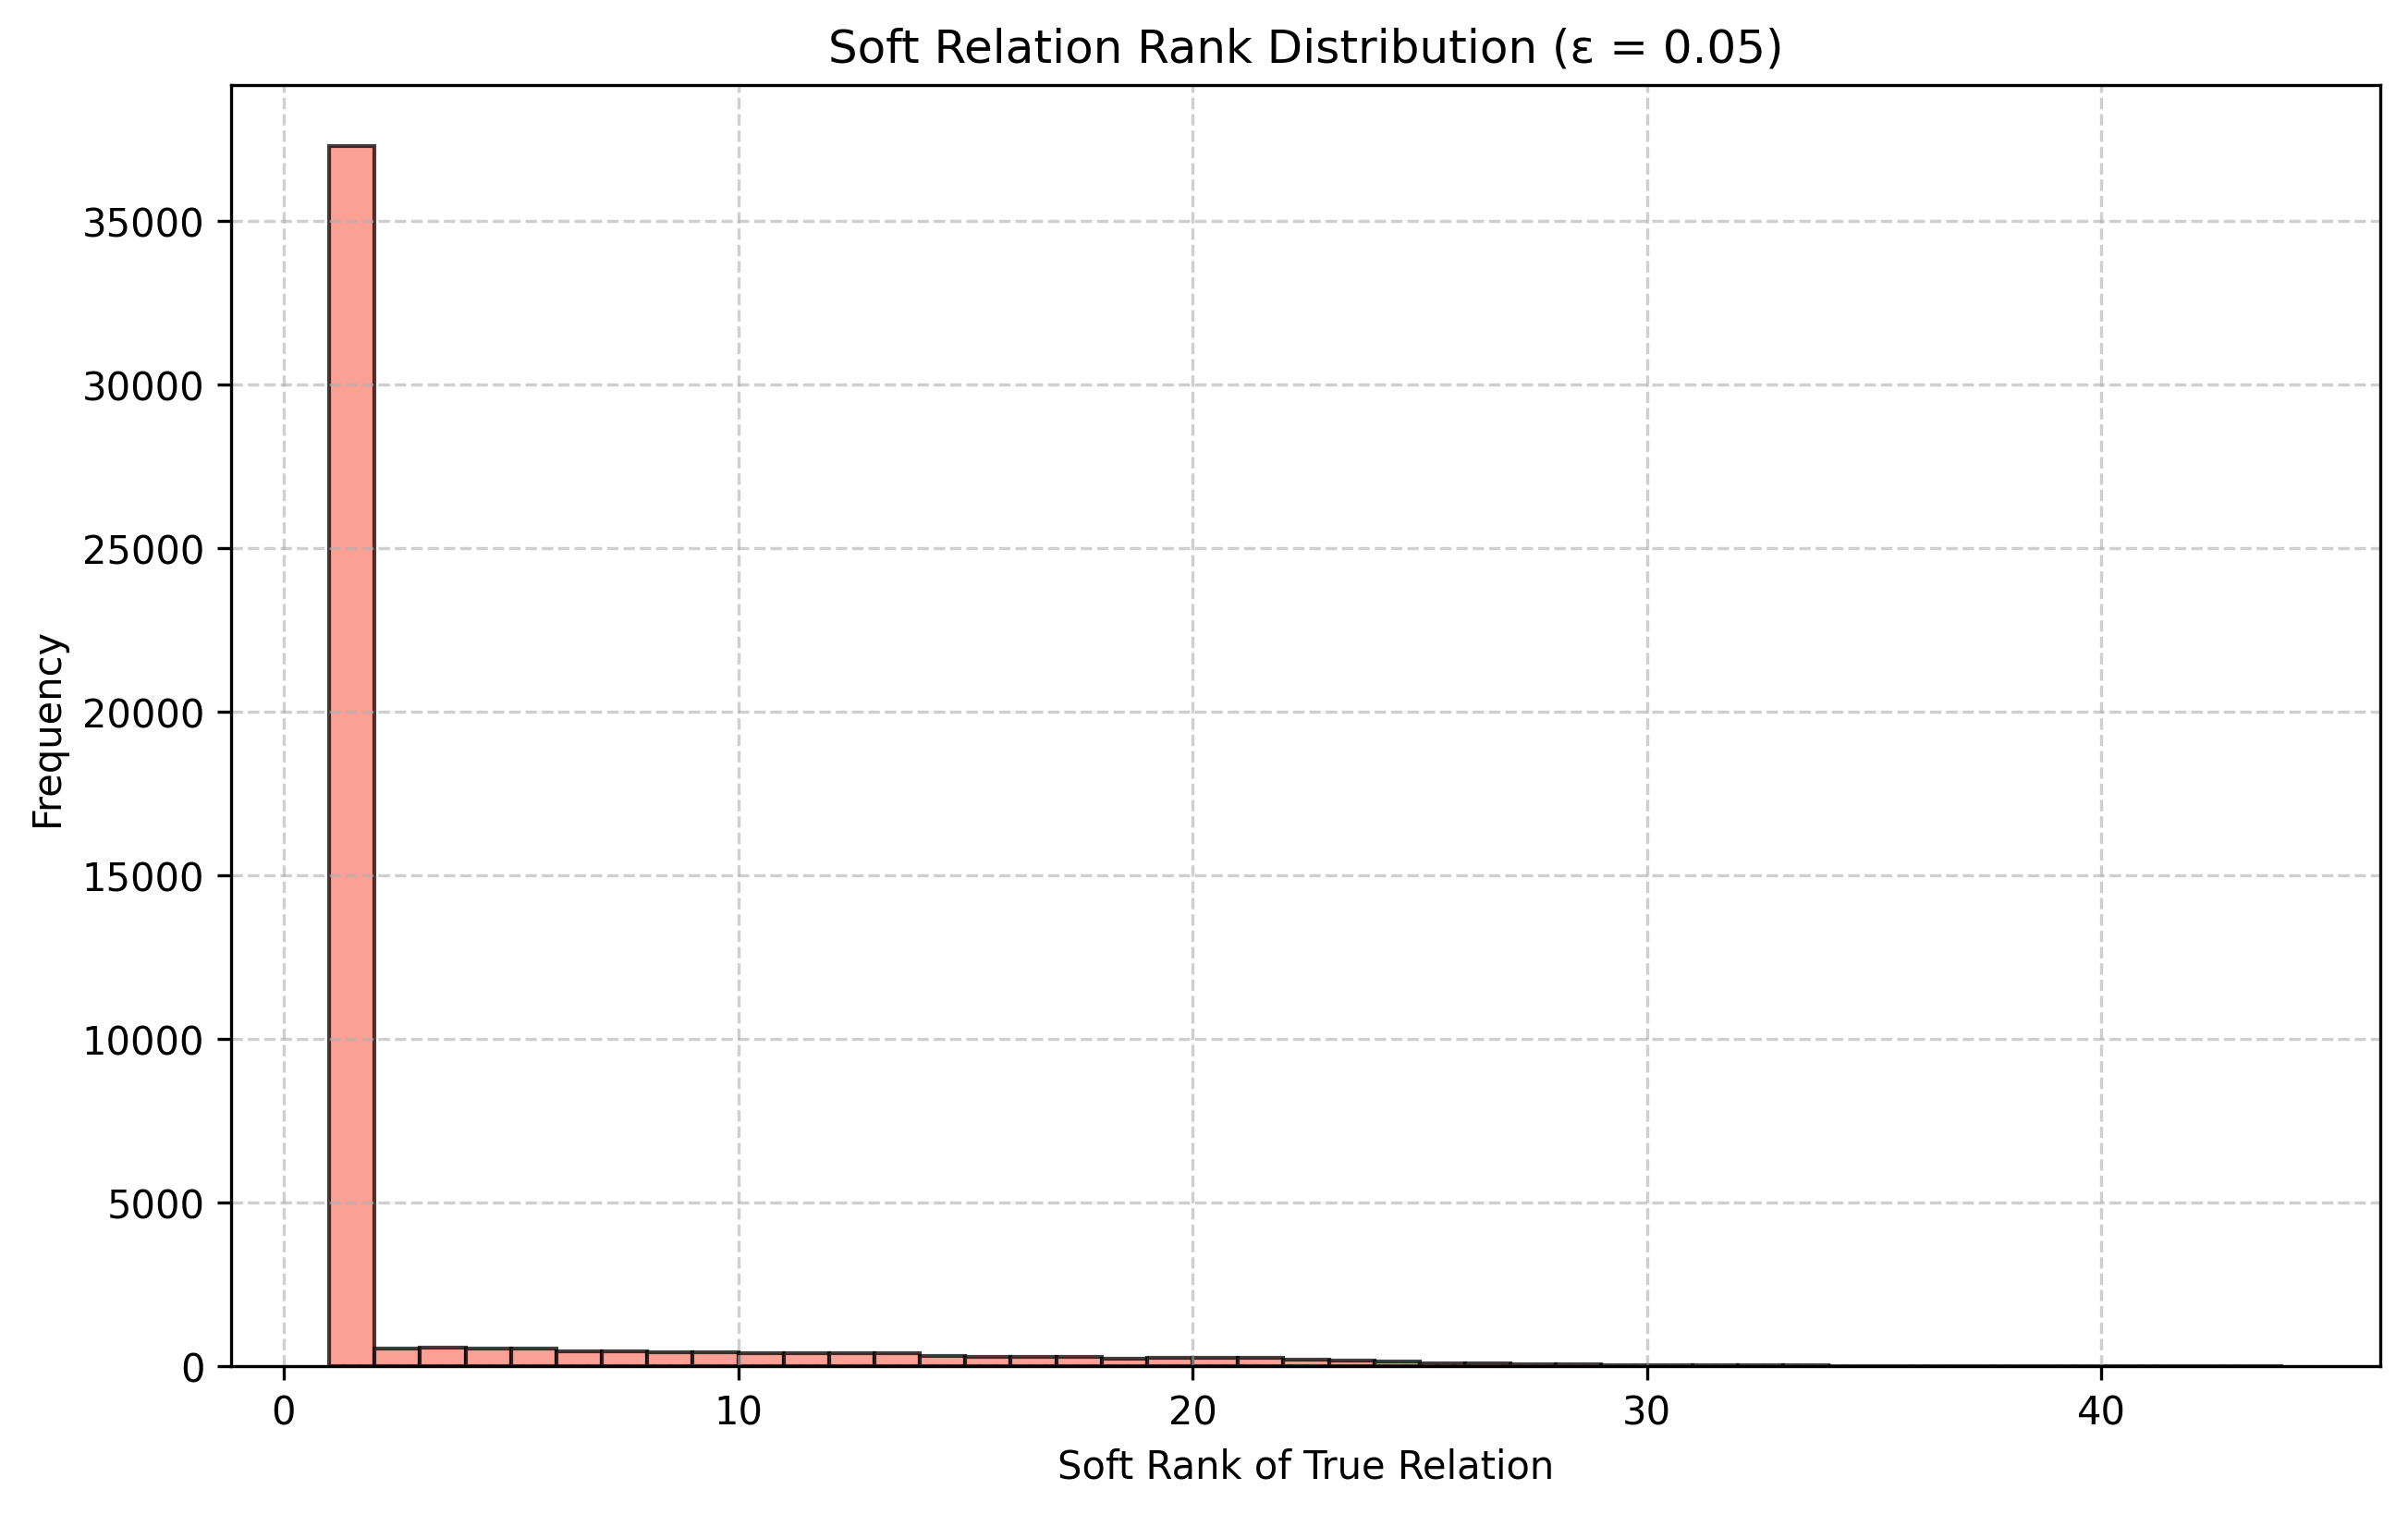 Soft Relation Rank Distribution (ε = 0.05)
Frequency
35000
30000
25000
20000
15000
10000
5000
0
0 10 20 30 40
Soft Rank of True Relation